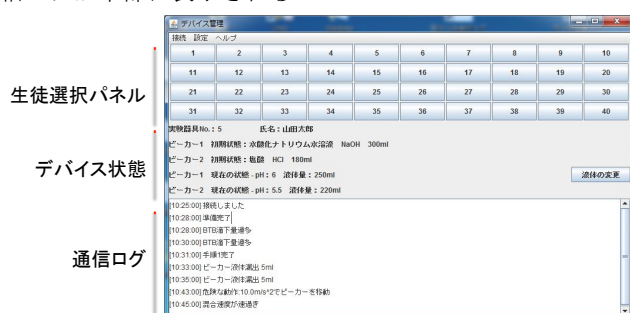 デバイス管理
接続 設定 ヘルプ
1 2 3 4 5 6 7 8 9 10
11 12 13 14 15 16 17 18 19 20
21 22 23 24 25 26 27 28 29 30
31 32 33 34 35 36 37 38 39 40
生徒選択パネル
実験器具No.: 5 氏名:山田太郎
ビーカー1 初期状態:水酸化ナトリウム水溶液 NaOH 300ml
ビーカー2 初期状態:塩酸 HCl 180ml
ビーカー1 現在の状態 - pH: 6 液体量: 250ml
ビーカー2 現在の状態 - pH: 5.5 液体量: 220ml
液体の変更
デバイス状態
[10:25:00] 接続しました
[10:28:00] 準備完了
[10:28:00] BTB滴下量過多
[10:30:00] BTB滴下量過多
[10:31:00] 手順1完了
[10:33:00] ビーカー液体漏出 5ml
[10:35:00] ビーカー液体漏出 5ml
[10:43:00] 危険な動作:10.0m/s^2でビーカーを移動
[10:45:00] 混合速度が速過ぎ
通信ログ